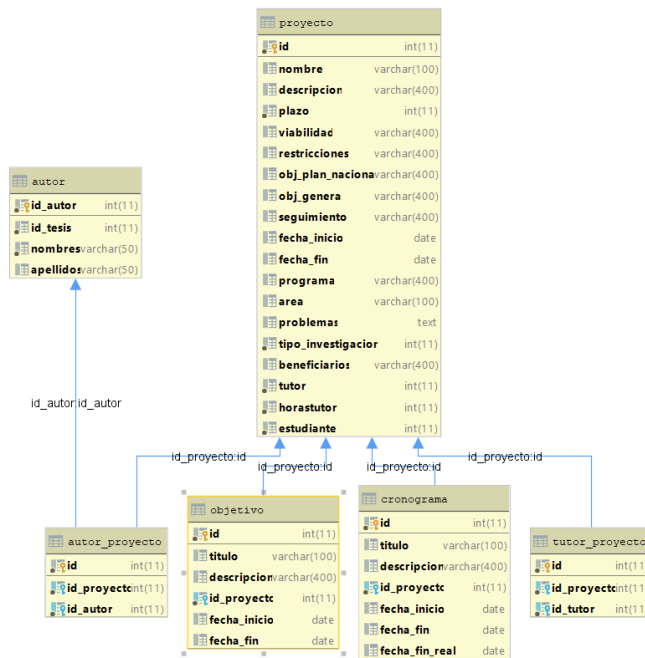 proyecto
id int(11)
nombre varchar(100)
descripcion varchar(400)
plazo int(11)
viabilidad varchar(400)
restricciones varchar(400)
obj_plan_naciona varchar(400)
obj_genera varchar(400)
seguimiento varchar(400)
fecha_inicio date
fecha_fin date
programa varchar(400)
area varchar(100)
problemas text
tipo_investigacior int(11)
beneficiarios varchar(400)
tutor int(11)
horastutor int(11)
estudiante int(11)
autor
id_autor int(11)
id_tesis int(11)
nombres varchar(50)
apellidos varchar(50)
id_autor:id_autor
id_proyecto:id
id_proyecto:id
id_proyecto:id
id_proyecto:id
autor_proyecto
id int(11)
id_proyecto int(11)
id_autor int(11)
objetivo
id int(11)
titulo varchar(100)
descripcion varchar(400)
id_proyecto int(11)
fecha_inicio date
fecha_fin date
cronograma
id int(11)
titulo varchar(100)
descripcion varchar(400)
id_proyecto int(11)
fecha_inicio date
fecha_fin date
fecha_fin_real date
tutor_proyecto
id int(11)
id_proyecto int(11)
id_tutor int(11)